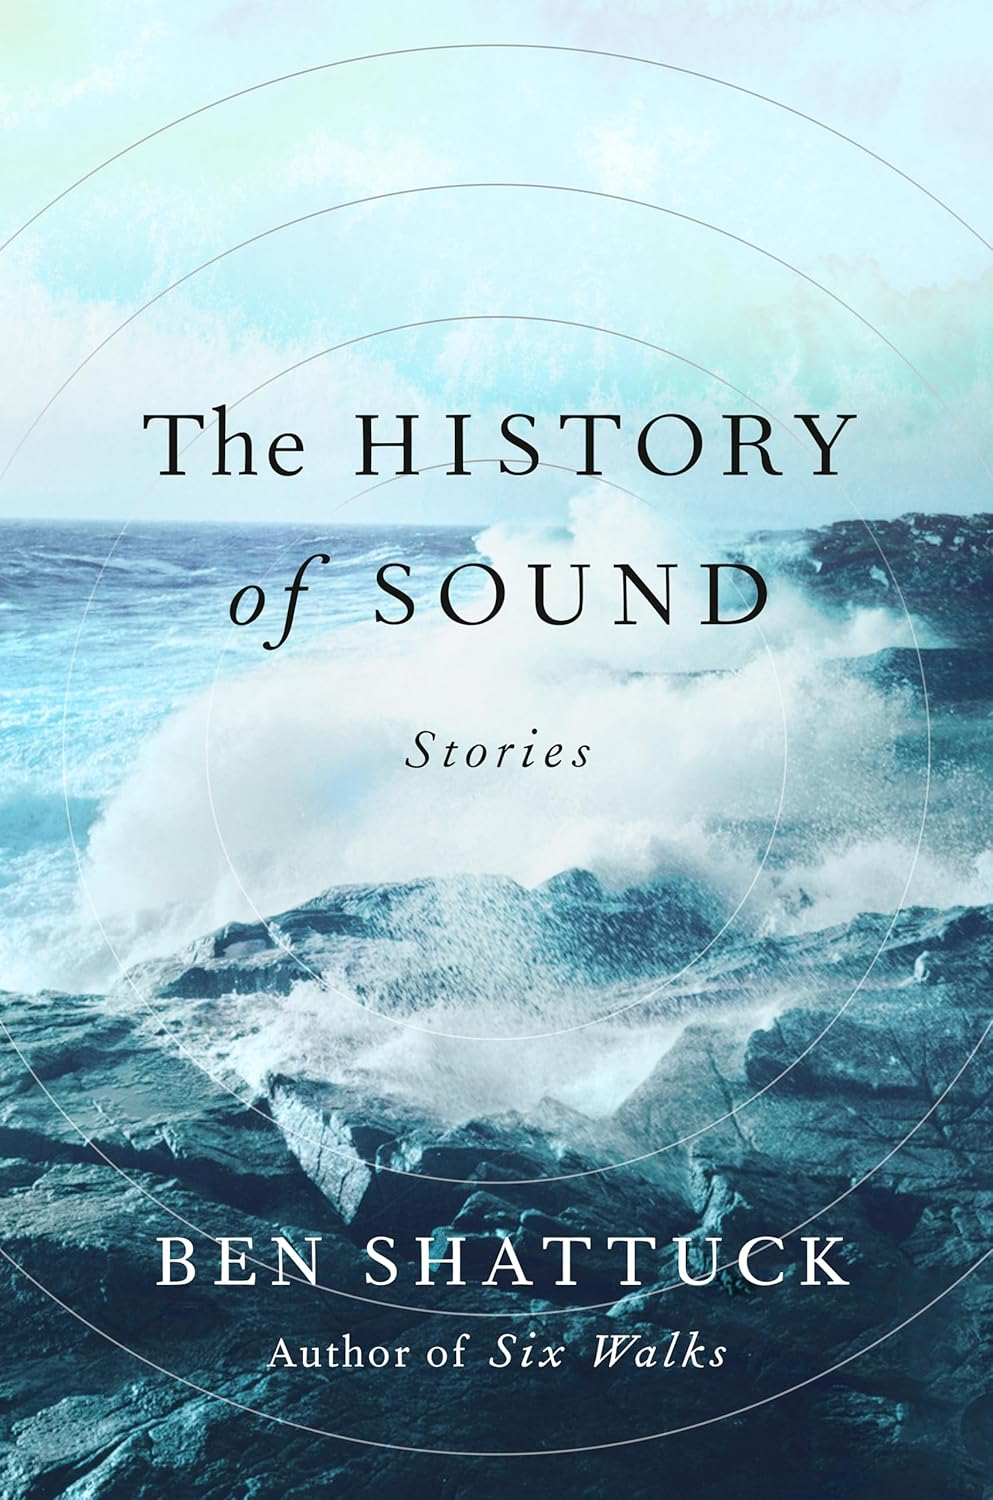 The HISTORY
of SOUND
Stories
BEN SHATTUCK
Author of Six Walks